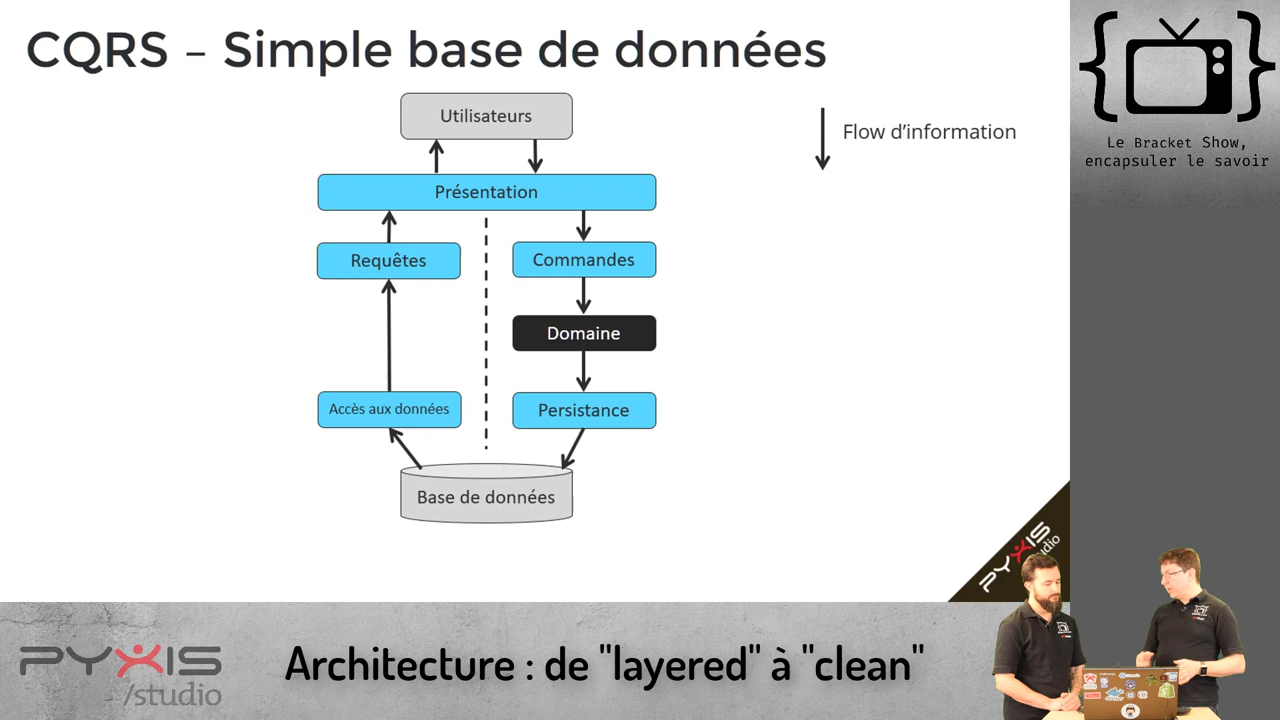 CQRS – Simple base de données
Utilisateurs
Flow d'information
Présentation
Requêtes
Commandes
Domaine
Accès aux données
Persistance
Base de données
Le Bracket Show,
encapsuler le savoir
PYXIS
/studio
PYXIS
/studio
Architecture : de "layered" à "clean"